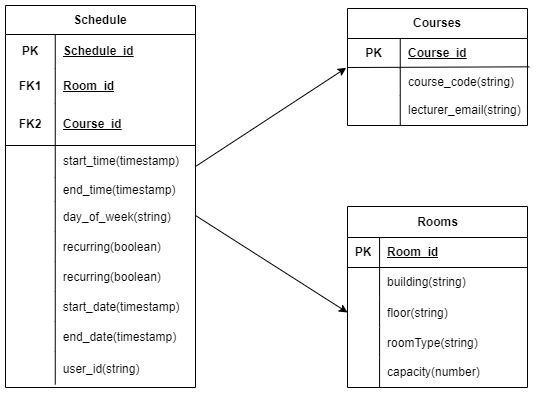 Schedule
PK Schedule_id
FK1 Room_id
FK2 Course_id
start_time(timestamp)
end_time(timestamp)
day_of_week(string)
recurring(boolean)
recurring(boolean)
start_date(timestamp)
end_date(timestamp)
user_id(string)
Courses
PK Course_id
course_code(string)
lecturer_email(string)
Rooms
PK Room_id
building(string)
floor(string)
roomType(string)
capacity(number)